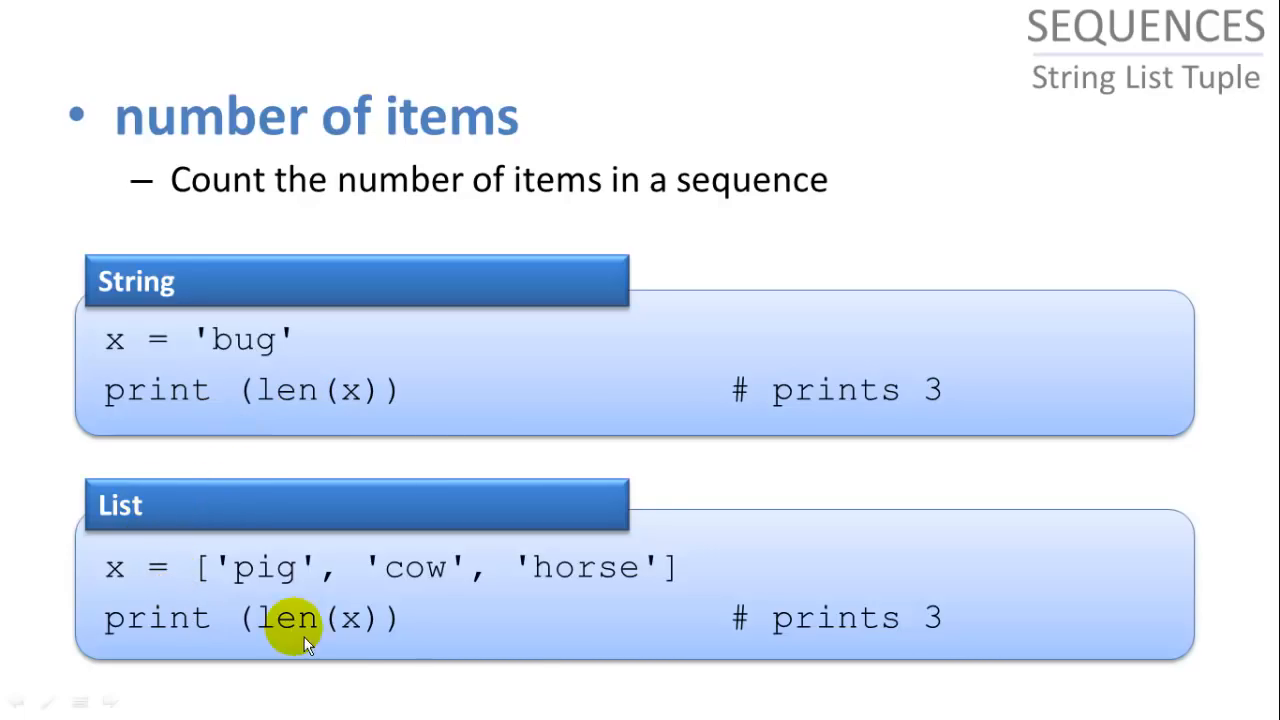 SEQUENCES
String List Tuple
• number of items
– Count the number of items in a sequence
String
x = 'bug'
print (len(x)) # prints 3
List
x = ['pig', 'cow', 'horse']
print (len(x)) # prints 3